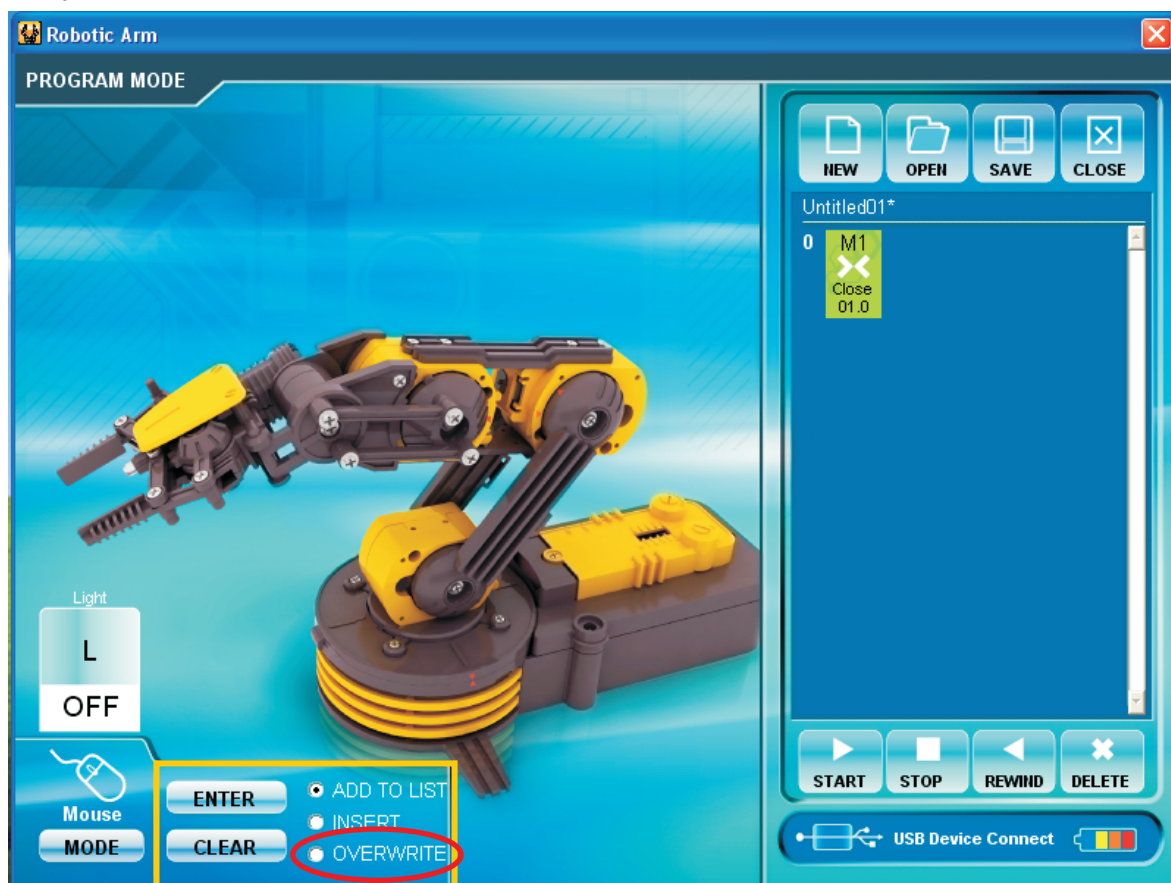 Robotic Arm
PROGRAM MODE
NEW OPEN SAVE CLOSE
Untitled01*
0 M1
Close
01.0
Light
L
OFF
Mouse
MODE
ENTER
CLEAR
ADD TO LIST
INSERT
OVERWRITE
START STOP REWIND DELETE
USB Device Connect